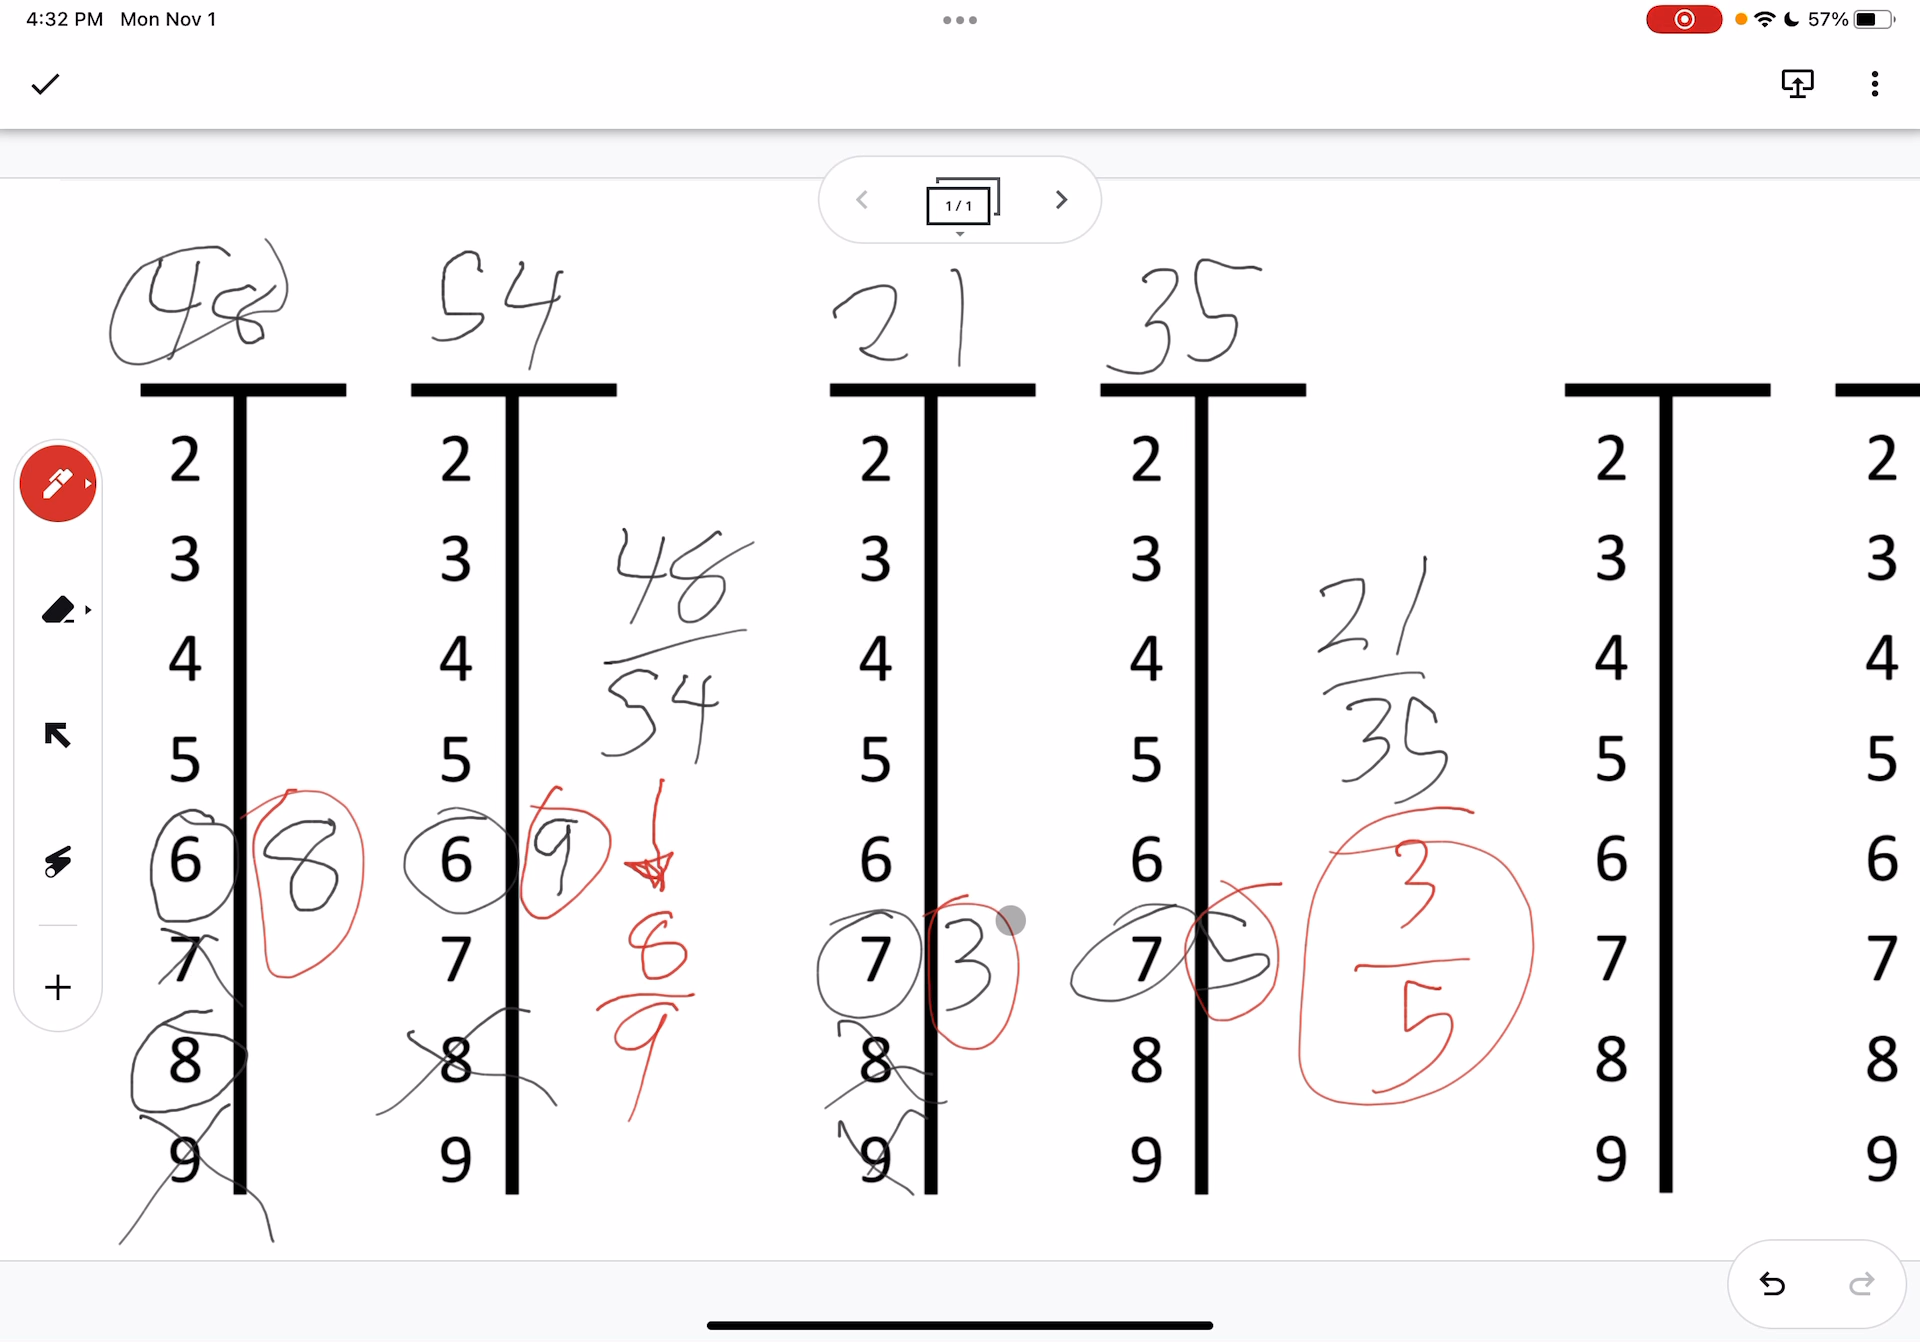 4:32 PM Mon Nov 1
57%
1 / 1
48 54 21 35
2 2 2 2 2 2
3 3 3 3 3 3
48
54
21
35
4 4 4 4 4 4
5 5 5 5 5 5
6 8 6 9 6 6 6 6
8
9
3
5
7 7 7 3 7 5 7 7
8 8 8 8 8 8
9 9 9 9 9 9